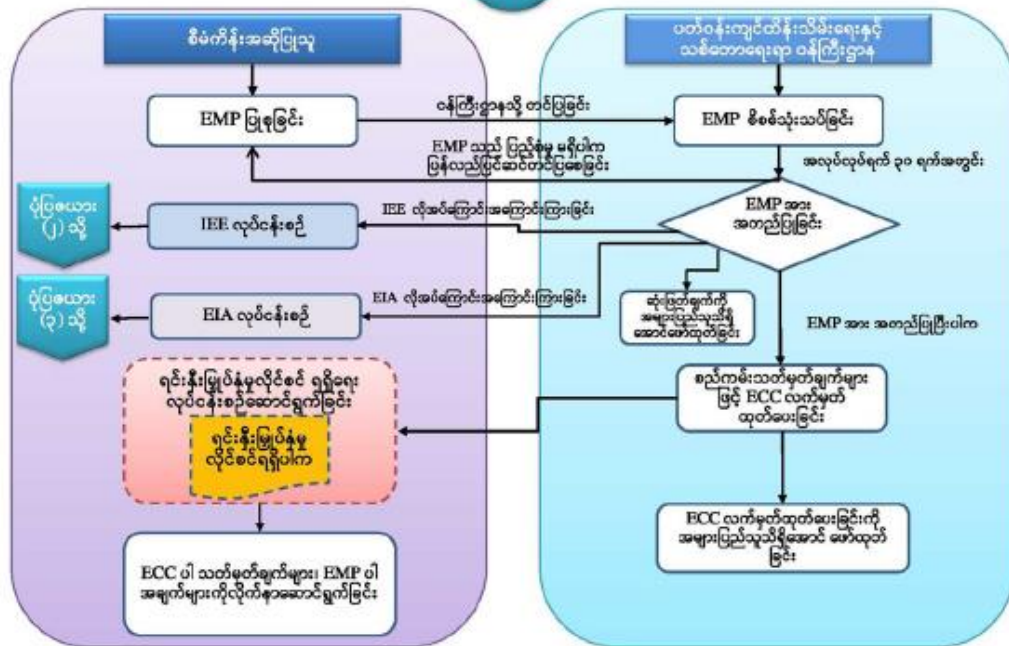 စီမံကိန်းအဆိုပြုသူ
ပတ်ဝန်းကျင်ထိန်းသိမ်းရေးနှင့်
သစ်တောရေးရာ ဝန်ကြီးဌာန
EMP ပြုစုခြင်း
ဝန်ကြီးဌာနသို့ တင်ပြခြင်း
EMP စိစစ်သုံးသပ်ခြင်း
EMP သည် ပြည့်စုံမှု မရှိပါက
ပြန်လည်ပြင်ဆင်တင်ပြစေခြင်း
အလုပ်လုပ်ရက် ၃၀ ရက်အတွင်း
ပုံပြဇယား
(၂) သို့
IEE လုပ်ငန်းစဉ်
IEE လိုအပ်ကြောင်းအကြောင်းကြားခြင်း
EMP အား
အတည်ပြုခြင်း
ပုံပြဇယား
(၃) သို့
EIA လုပ်ငန်းစဉ်
EIA လိုအပ်ကြောင်းအကြောင်းကြားခြင်း
ဆုံးဖြတ်ချက်ကို
အများပြည်သူသိရှိ
အောင်ဖော်ထုတ်ခြင်း
EMP အား အတည်ပြုပြီးပါက
ရင်းနှီးမြှုပ်နှံမှုလိုင်စင် ရရှိရေး
လုပ်ငန်းစဉ်ဆောင်ရွက်ခြင်း
ရင်းနှီးမြှုပ်နှံမှု
လိုင်စင်ရရှိပါက
စည်းကမ်းသတ်မှတ်ချက်များ
ဖြင့် ECC လက်မှတ်
ထုတ်ပေးခြင်း
ECC လက်မှတ်ထုတ်ပေးခြင်းကို
အများပြည်သူသိရှိအောင် ဖော်ထုတ်
ခြင်း
ECC ပါ သတ်မှတ်ချက်များ၊ EMP ပါ
အချက်များကိုလိုက်နာဆောင်ရွက်ခြင်း